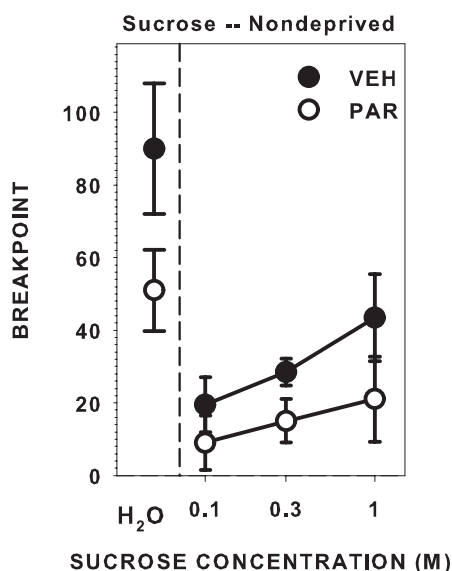 Sucrose -- Nondeprived
VEH
PAR
BREAKPOINT
100
80
60
40
20
0
H₂O 0.1 0.3 1
SUCROSE CONCENTRATION (M)